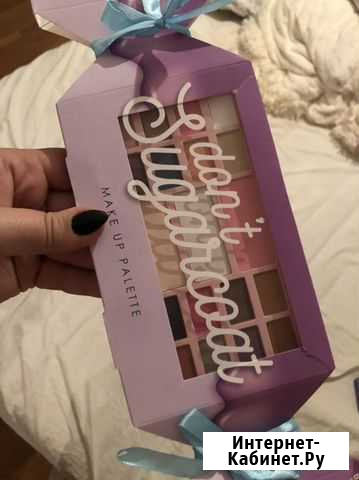 I don't
Sugarcoat
MAKE UP PALETTE
Интернет-
Кабинет.Ру